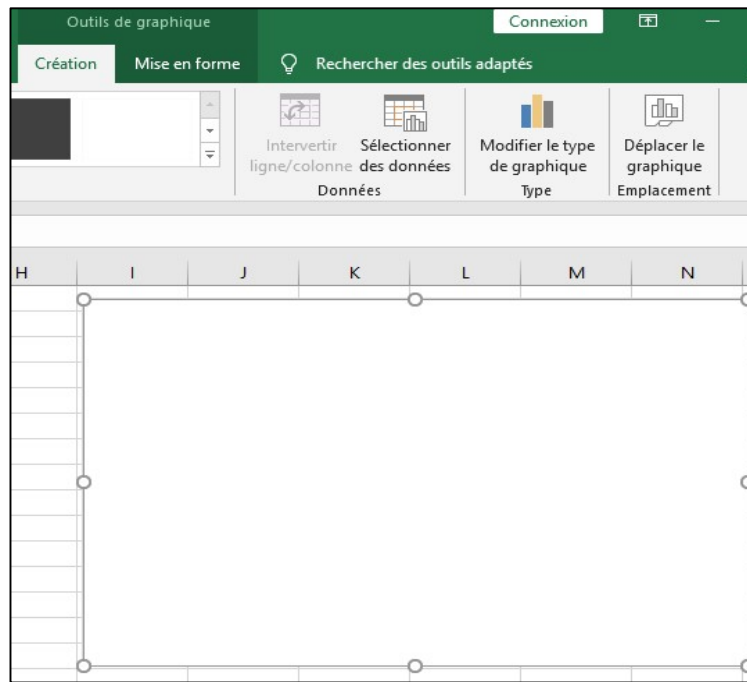 Outils de graphique
Connexion
Création Mise en forme Rechercher des outils adaptés
Intervertir Sélectionner Modifier le type Déplacer le
ligne/colonne des données de graphique graphique
Données Type Emplacement
H I J K L M N